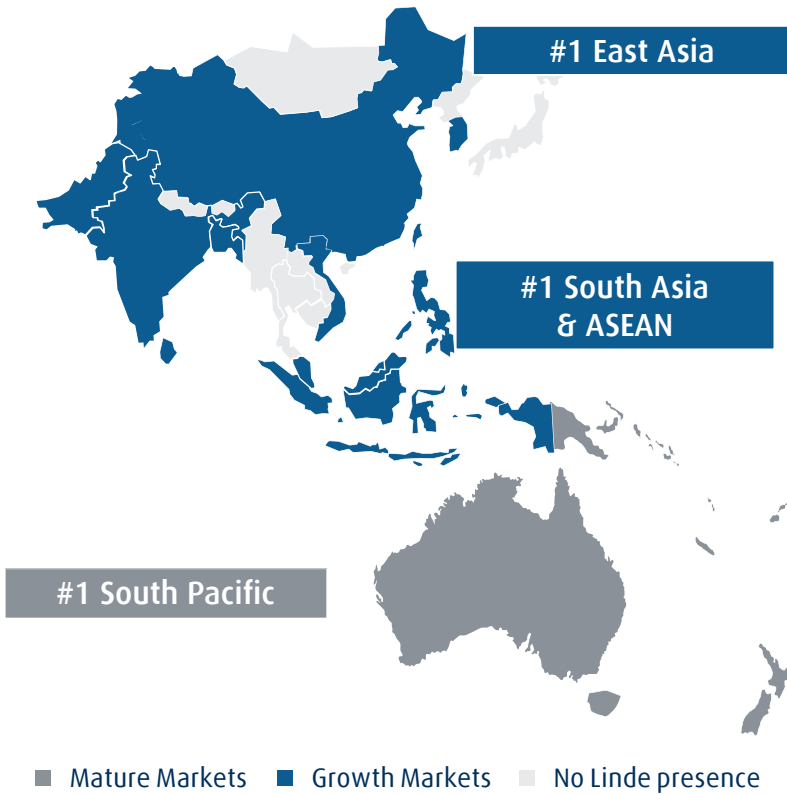 #1 East Asia
#1 South Asia
& ASEAN
#1 South Pacific
Mature Markets
Growth Markets
No Linde presence